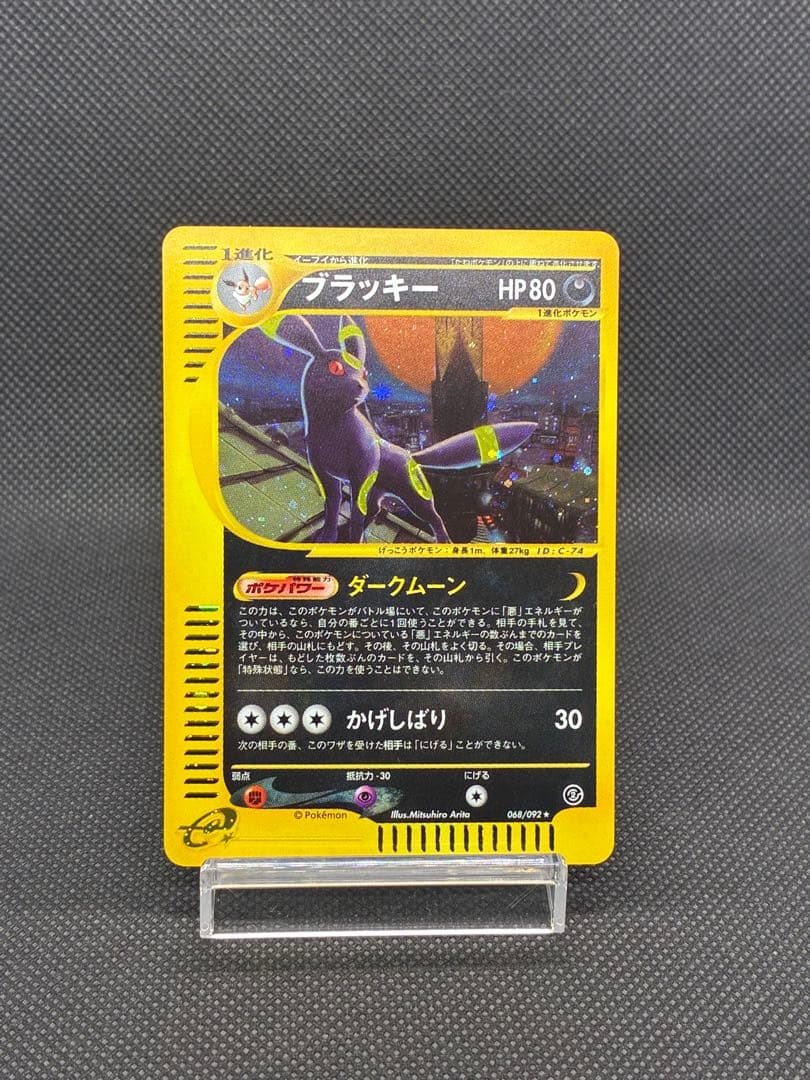 1進化
イーブイから進化
「たねポケモン」の上に重ねて進化させます
ブラッキー
HP80
1進化ポケモン
げっこうポケモン:身長1m、体重27kg ID:C-74
特殊能力
ポケパワー
ダークムーン
この力は、このポケモンがバトル場にいて、このポケモンに「悪」エネルギーが
ついているなら、自分の番ごとに1回使うことができる。相手の手札を見て、
その中から、このポケモンについている「悪」エネルギーの数ぶんまでのカードを
選び、相手の山札にもどす。その後、その山札をよく切る。その場合、相手プレ
イヤーは、もどした枚数ぶんのカードを、その山札から引く。このポケモンが
「特殊状態」なら、この力を使うことはできない。
かげしばり
30
次の相手の番、このワザを受けた相手は「にげる」ことができない。
弱点
抵抗力-30
にげる
© Pokémon
Illus.Mitsuhiro Arita
068/092★
e